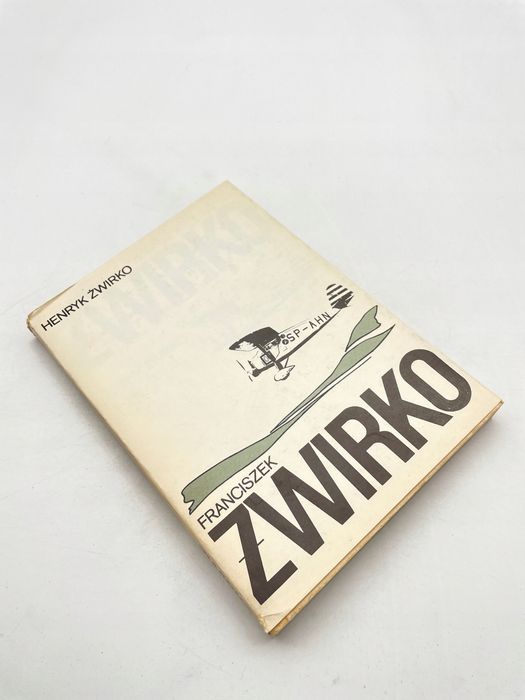 HENRYK ŻWIRKO
SP-AHN
FRANCISZEK
ŻWIRKO